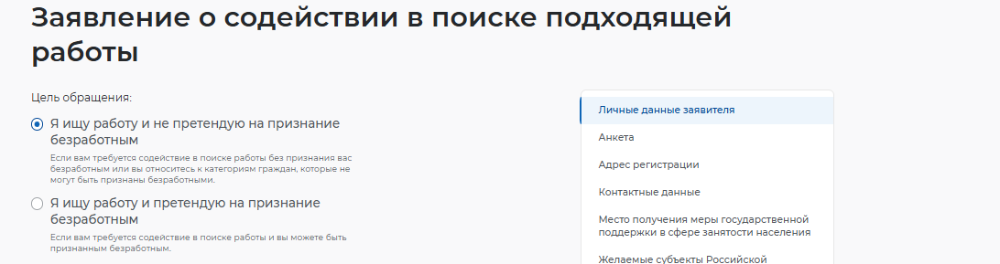 Заявление о содействии в поиске подходящей
работы
Цель обращения:
Я ищу работу и не претендую на признание
безработным
Если вам требуется содействие в поиске работы без признания вас
безработным или вы относитесь к категориям граждан, которые не
могут быть признаны безработными.
Я ищу работу и претендую на признание
безработным
Если вам требуется содействие в поиске работы и вы можете быть
признанным безработным.
Личные данные заявителя
Анкета
Адрес регистрации
Контактные данные
Место получения меры государственной
поддержки в сфере занятости населения
Желаемые субъекты Российской